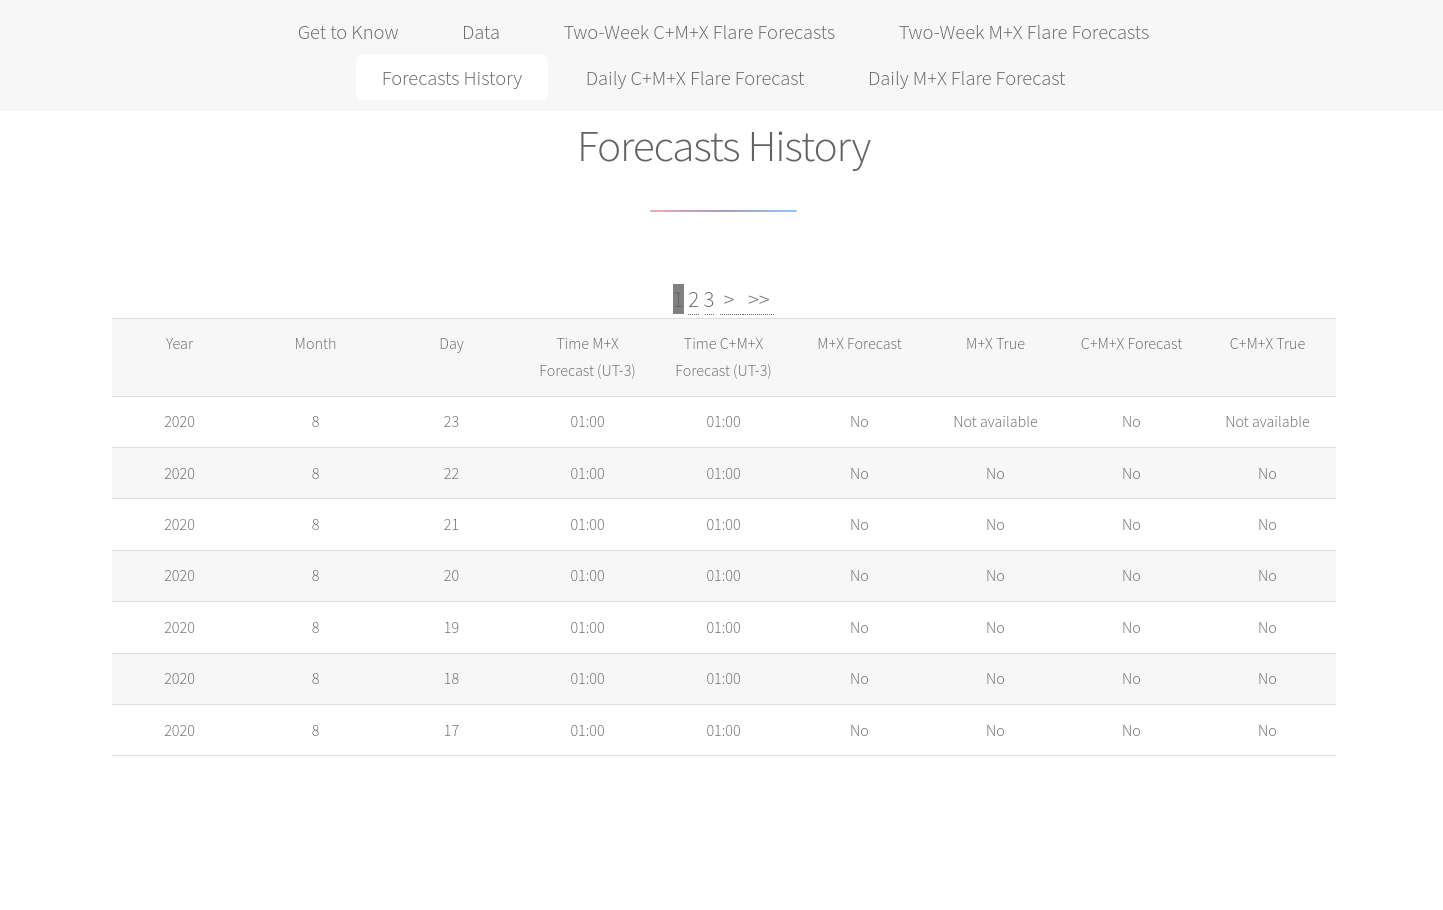 Get to Know Data Two-Week C+M+X Flare Forecasts Two-Week M+X Flare Forecasts
Forecasts History Daily C+M+X Flare Forecast Daily M+X Flare Forecast
Forecasts History
1 2 3 > >>
Year Month Day Time M+X Forecast (UT-3) Time C+M+X Forecast (UT-3) M+X Forecast M+X True C+M+X Forecast C+M+X True
2020 8 23 01:00 01:00 No Not available No Not available
2020 8 22 01:00 01:00 No No No No
2020 8 21 01:00 01:00 No No No No
2020 8 20 01:00 01:00 No No No No
2020 8 19 01:00 01:00 No No No No
2020 8 18 01:00 01:00 No No No No
2020 8 17 01:00 01:00 No No No No